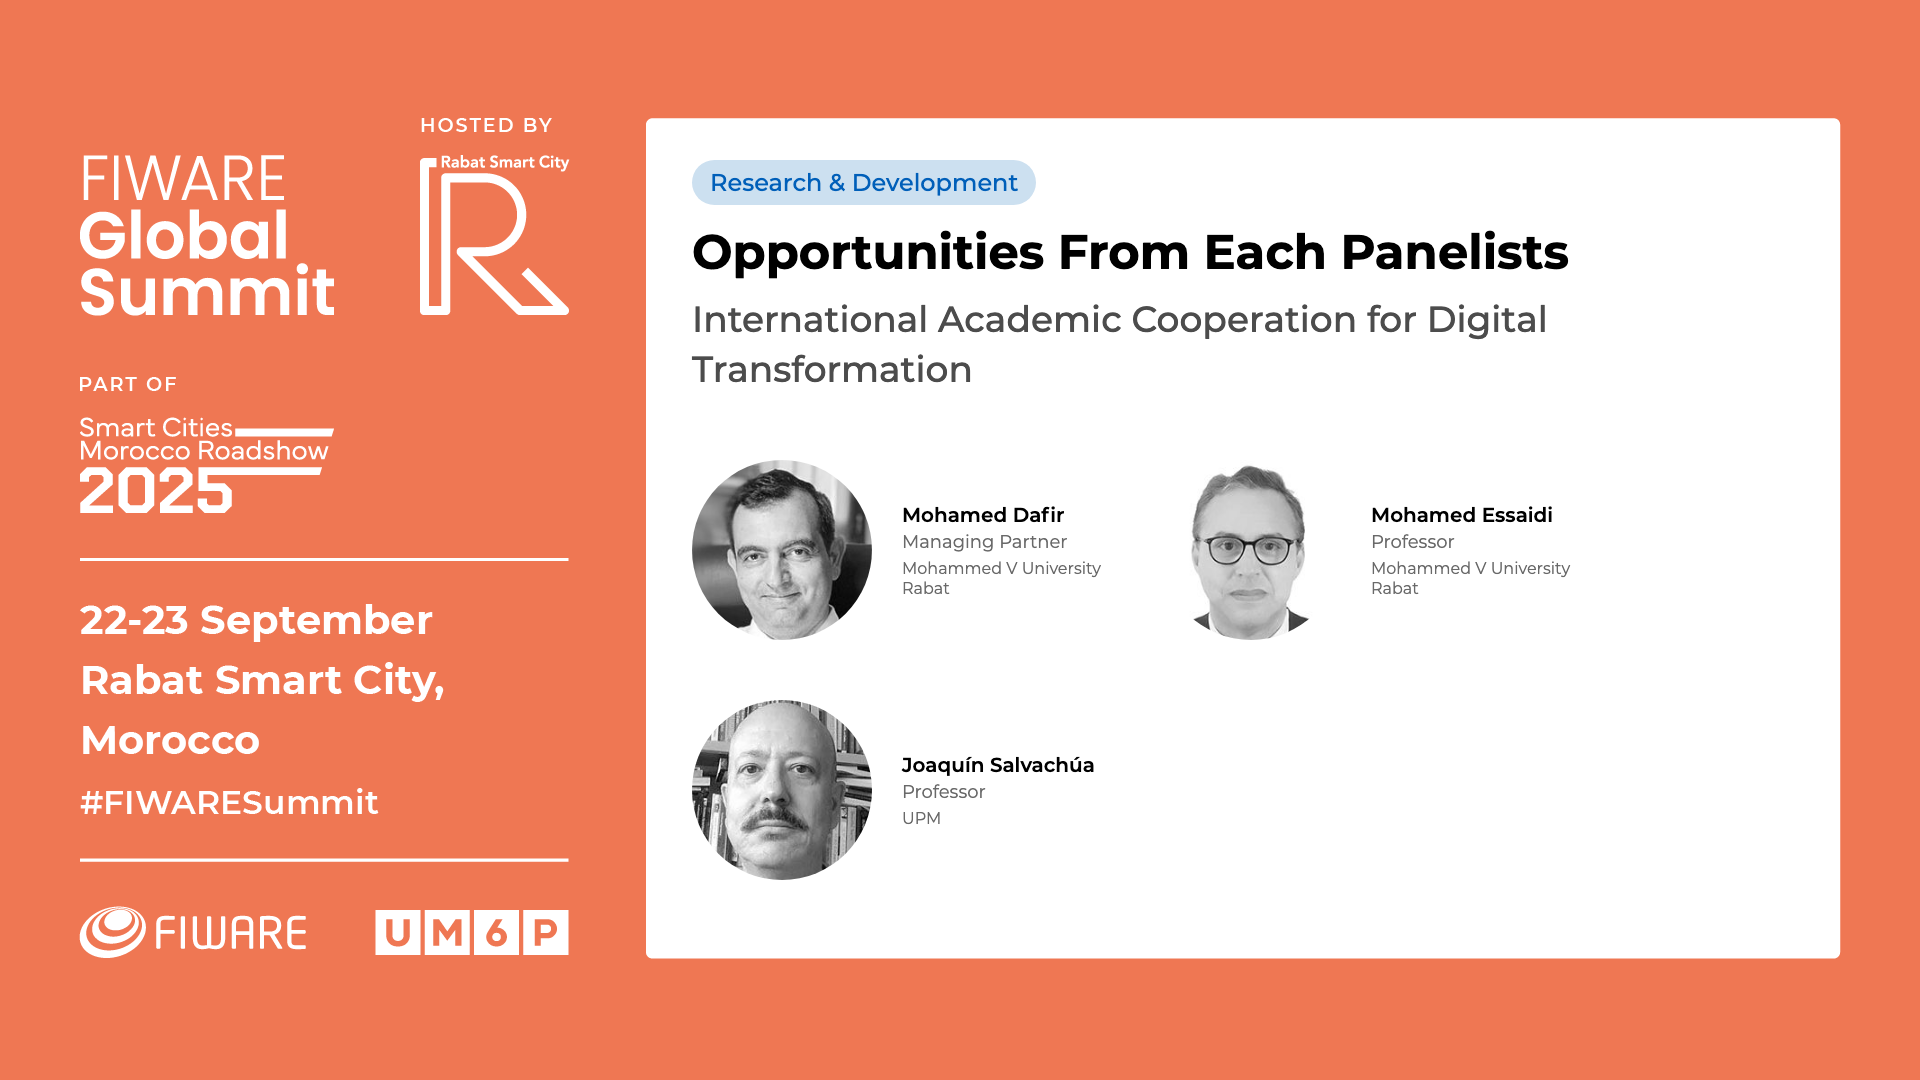 FIWARE
Global
Summit
HOSTED BY
Rabat Smart City
R
PART OF
Smart Cities
Morocco Roadshow
2025
22-23 September
Rabat Smart City,
Morocco
#FIWARESummit
FIWARE
UM6P
Research & Development
Opportunities From Each Panelists
International Academic Cooperation for Digital
Transformation
Mohamed Dafir
Managing Partner
Mohammed V University
Rabat
Mohamed Essaidi
Professor
Mohammed V University
Rabat
Joaquín Salvachúa
Professor
UPM